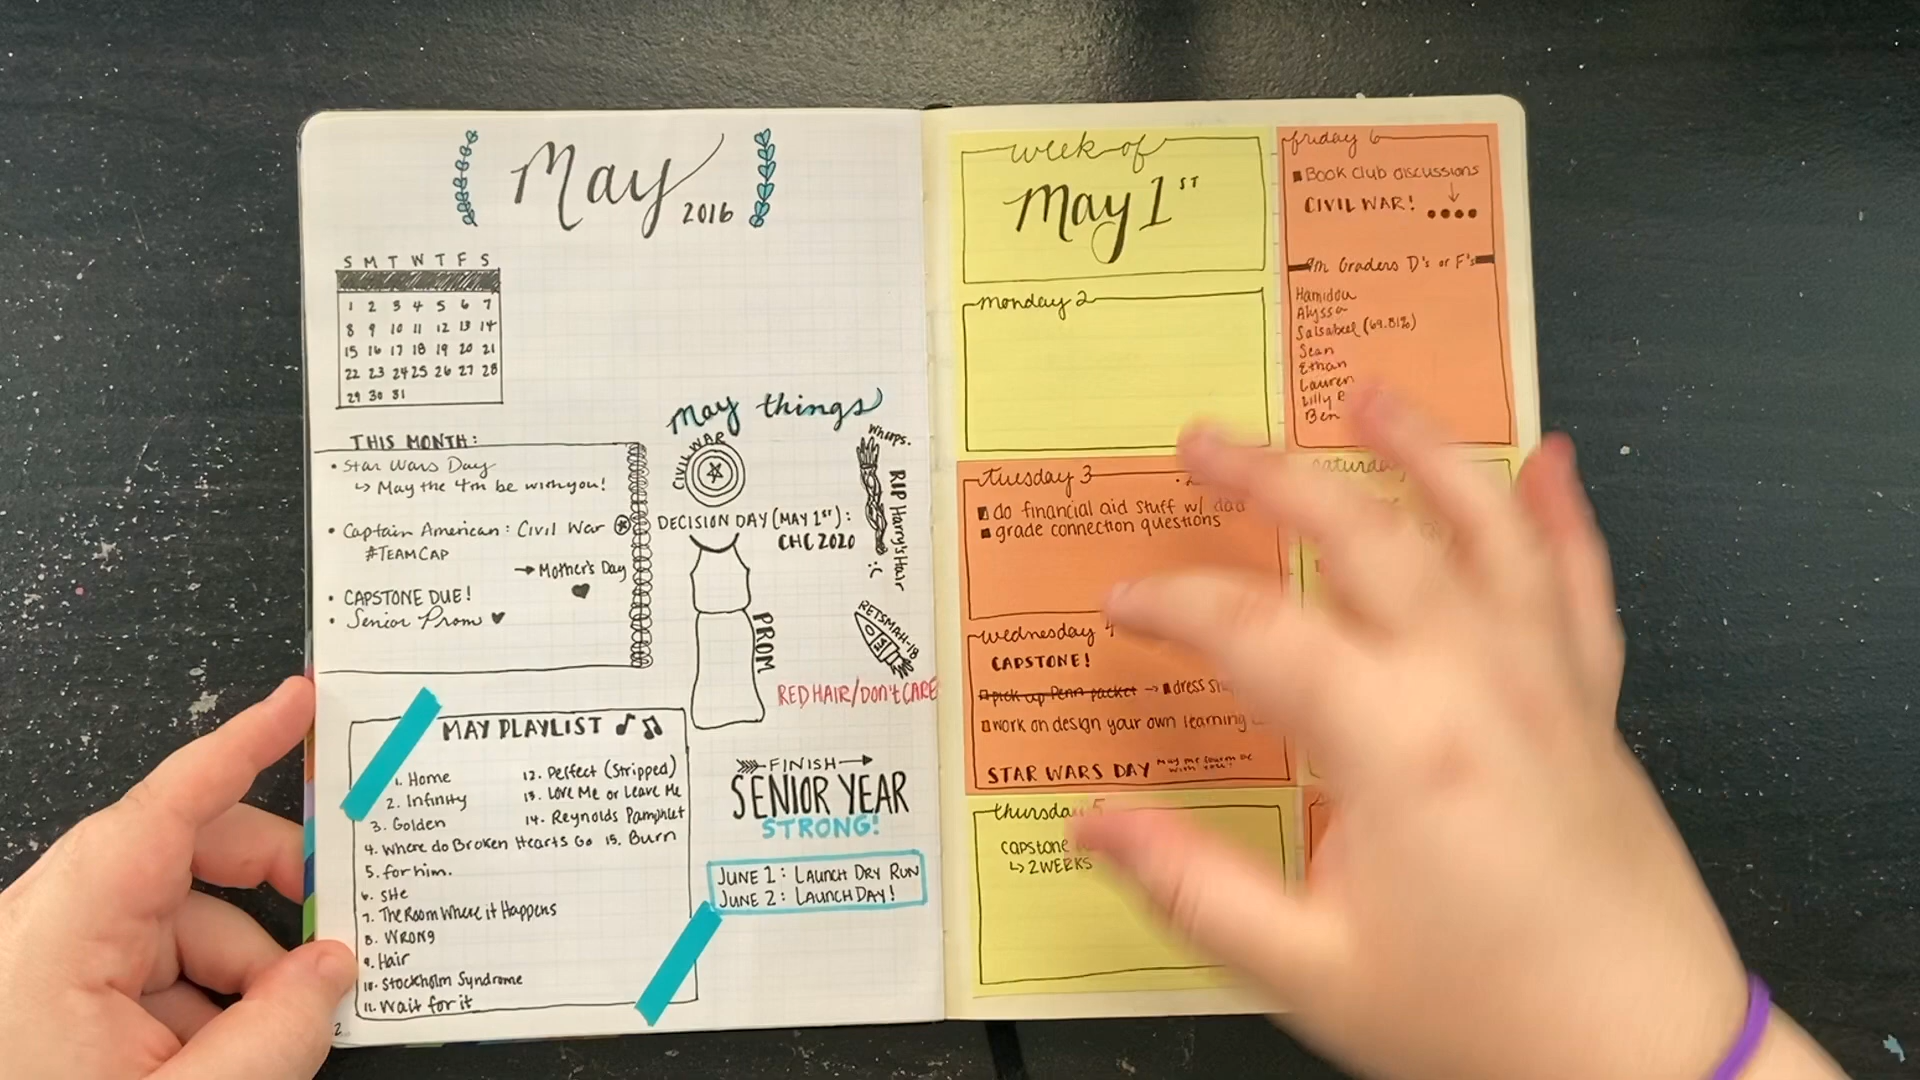 May
2016
S M T W T F S
1 2 3 4 5 6 7
8 9 10 11 12 13 14
15 16 17 18 19 20 21
22 23 24 25 26 27 28
29 30 31
THIS MONTH:
• Star Wars Day
↳ May the 4th be with you!
• Captain American: Civil War
#TEAMCAP
→ Mother's Day
• CAPSTONE DUE!
• Senior Prom
May things
CIVIL WAR
Whoops.
RIP Harry's Hair
:(
DECISION DAY (MAY 1ST):
CHC 2020
PROM
RETSMAH-18
RED HAIR/DON'T CARE
MAY PLAYLIST
1. Home
2. Infinity
3. Golden
4. Where do Broken Hearts Go
5. for him.
6. SHe
7. The Room Where it Happens
8. WRONG
9. Hair
10. Stockholm Syndrome
11. Wait for it
12. Perfect (Stripped)
13. Love Me or Leave Me
14. Reynolds Pamphlet
15. Burn
FINISH
SENIOR YEAR
STRONG!
JUNE 1: LAUNCH DRY RUN
JUNE 2: LAUNCH DAY!
2
week of
May 1ST
monday 2
tuesday 3
do financial aid stuff w/ dad
grade connection questions
wednesday 4
CAPSTONE!
pick up Penn packet → dress
work on design your own learning
STAR WARS DAY
thursday 5
capstone
↳ 2 WEEKS
friday 6
Book Club discussions
CIVIL WAR!
9th Graders D's or F's
Hamidou
Alyssa
Salsabeel (69.81%)
Sean
Ethan
Lauren
Lilly R
Ben
saturday